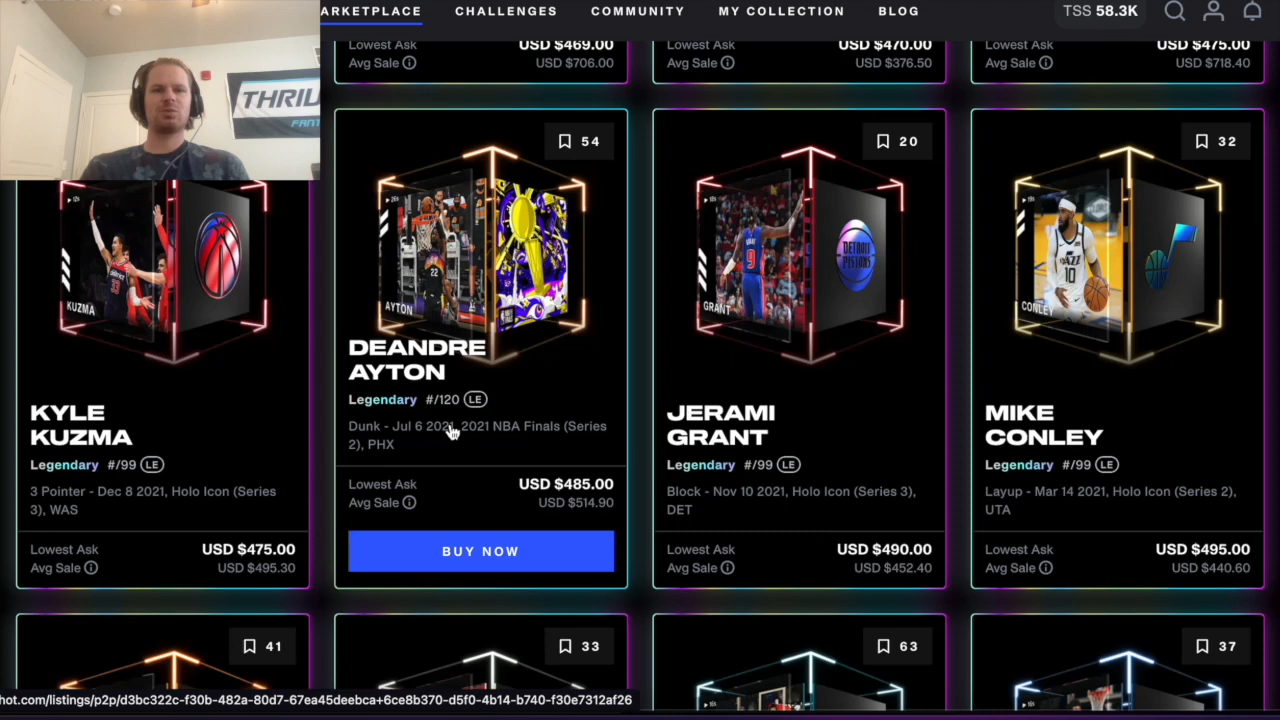 ARKETPLACE CHALLENGES COMMUNITY MY COLLECTION BLOG TSS 58.3K
THRIL
FANT
Lowest Ask USD $469.00
Avg Sale USD $706.00
Lowest Ask USD $470.00
Avg Sale USD $376.50
Lowest Ask USD $475.00
Avg Sale USD $718.40
KUZMA
KYLE
KUZMA
Legendary #/99 LE
3 Pointer - Dec 8 2021, Holo Icon (Series
3), WAS
Lowest Ask USD $475.00
Avg Sale USD $495.30
54
22
AYTON
DEANDRE
AYTON
Legendary #/120 LE
Dunk - Jul 6 2021, 2021 NBA Finals (Series
2), PHX
Lowest Ask USD $485.00
Avg Sale USD $514.90
BUY NOW
20
9
GRANT
DETROIT
PISTONS
JERAMI
GRANT
Legendary #/99 LE
Block - Nov 10 2021, Holo Icon (Series 3),
DET
Lowest Ask USD $490.00
Avg Sale USD $452.40
32
JAZZ
10
CONLEY
MIKE
CONLEY
Legendary #/99 LE
Layup - Mar 14 2021, Holo Icon (Series 2),
UTA
Lowest Ask USD $495.00
Avg Sale USD $440.60
41
33
63
37
hot.com/listings/p2p/d3bc322c-f30b-482a-80d7-67ea45deebca+6ce8b370-d5f0-4b14-b740-f30e7312af26